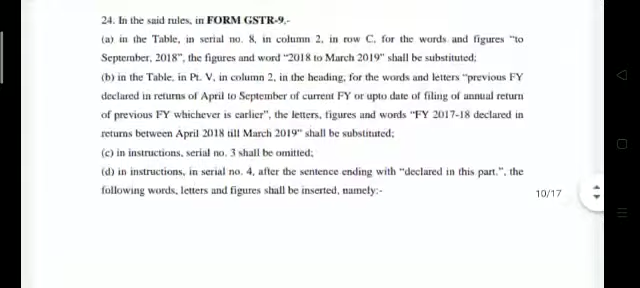 24. In the said rules, in FORM GSTR-9,-
(a) in the Table, in serial no. 8, in column 2, in row C, for the words and figures “to
September, 2018”, the figures and word “2018 to March 2019” shall be substituted;
(b) in the Table, in Pt. V, in column 2, in the heading, for the words and letters “previous FY
declared in returns of April to September of current FY or upto date of filing of annual return
of previous FY whichever is earlier”, the letters, figures and words “FY 2017-18 declared in
returns between April 2018 till March 2019” shall be substituted;
(c) in instructions, serial no. 3 shall be omitted;
(d) in instructions, in serial no. 4, after the sentence ending with “declared in this part.”, the
following words, letters and figures shall be inserted, namely:-
10/17